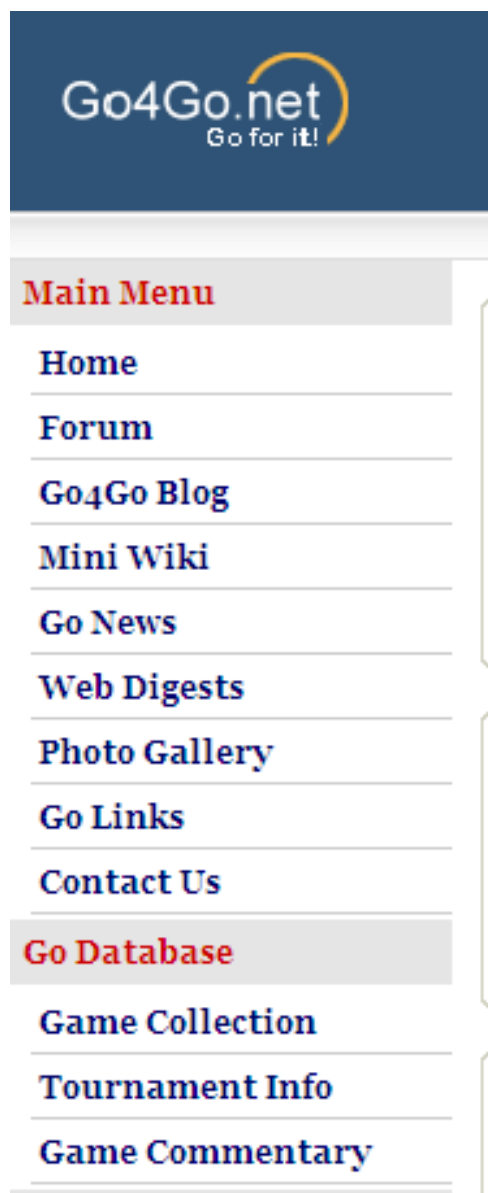 Go4Go.net
Go for it!
Main Menu
Home
Forum
Go4Go Blog
Mini Wiki
Go News
Web Digests
Photo Gallery
Go Links
Contact Us
Go Database
Game Collection
Tournament Info
Game Commentary